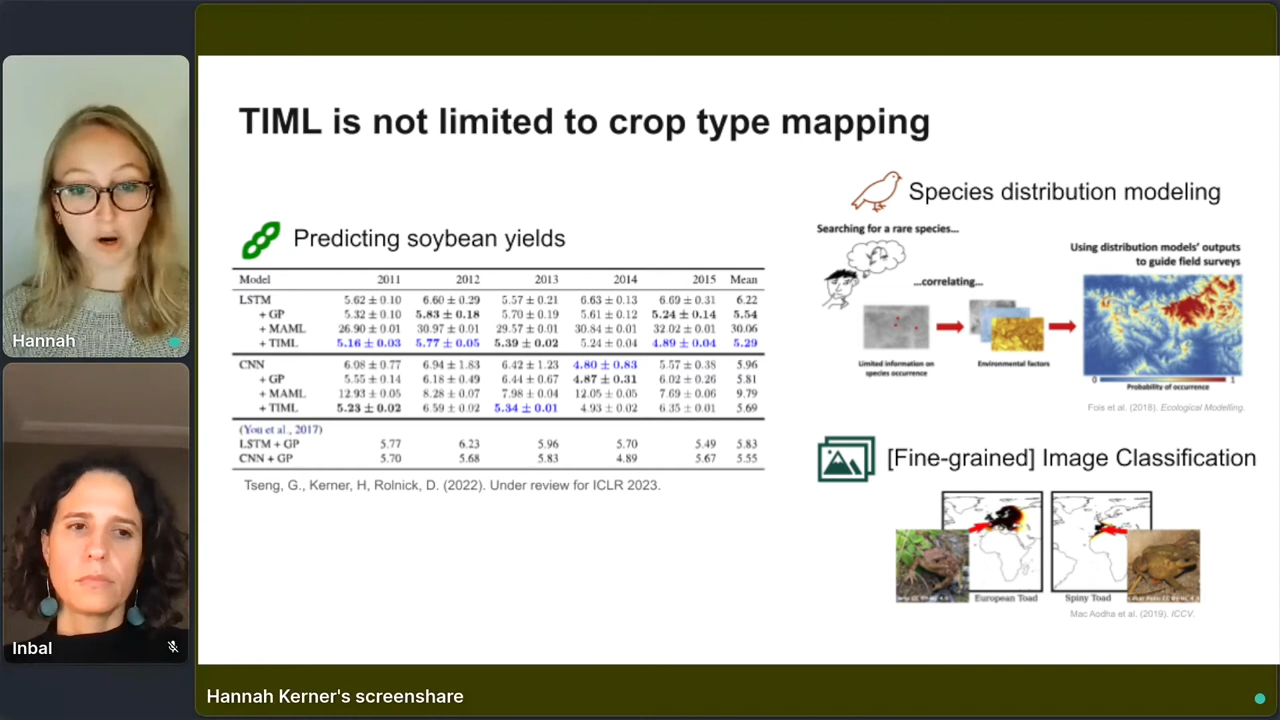 TIML is not limited to crop type mapping
Predicting soybean yields
Model 2011 2012 2013 2014 2015 Mean
LSTM 5.62 ± 0.10 6.60 ± 0.29 5.57 ± 0.21 6.63 ± 0.13 6.69 ± 0.31 6.22
+ GP 5.32 ± 0.10 5.83 ± 0.18 5.70 ± 0.19 5.61 ± 0.12 5.24 ± 0.14 5.54
+ MAML 26.90 ± 0.01 30.97 ± 0.01 29.57 ± 0.01 30.84 ± 0.01 32.02 ± 0.01 30.06
+ TIML 5.16 ± 0.03 5.77 ± 0.05 5.39 ± 0.02 5.24 ± 0.04 4.89 ± 0.04 5.29
CNN 6.08 ± 0.77 6.94 ± 1.83 6.42 ± 1.23 4.80 ± 0.83 5.57 ± 0.38 5.96
+ GP 5.55 ± 0.14 6.18 ± 0.49 6.44 ± 0.67 4.87 ± 0.31 6.02 ± 0.26 5.81
+ MAML 12.93 ± 0.05 8.28 ± 0.07 7.98 ± 0.04 12.05 ± 0.05 7.69 ± 0.06 9.79
+ TIML 5.23 ± 0.02 6.59 ± 0.02 5.34 ± 0.01 4.93 ± 0.02 6.35 ± 0.01 5.69
(You et al., 2017)
LSTM + GP 5.77 6.23 5.96 5.70 5.49 5.83
CNN + GP 5.70 5.68 5.83 4.89 5.67 5.55
Tseng, G., Kerner, H, Rolnick, D. (2022). Under review for ICLR 2023.
Species distribution modeling
Searching for a rare species...
...correlating...
Using distribution models' outputs
to guide field surveys
Limited information on
species occurrence
Environmental factors
0 1
Probability of occurrence
Fois et al. (2018). Ecological Modelling.
[Fine-grained] Image Classification
European Toad
Spiny Toad
Mac Aodha et al. (2019). ICCV.
Hannah
Inbal
Hannah Kerner's screenshare